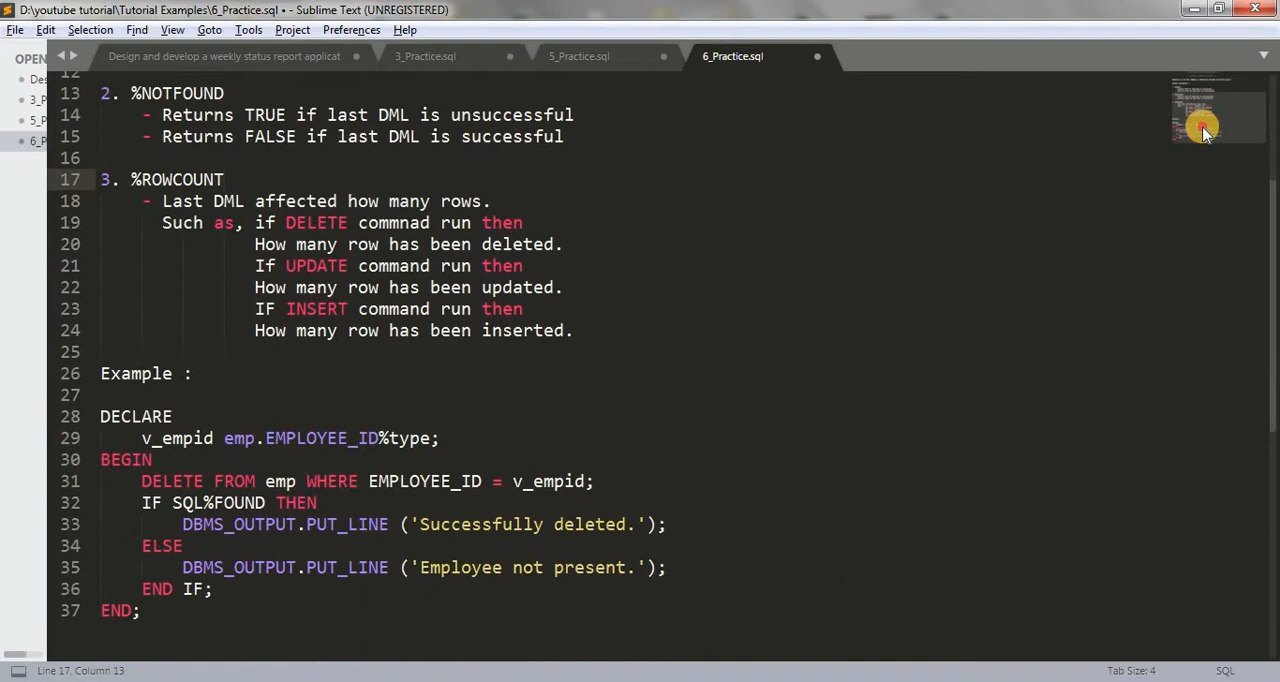 D:\youtube tutorial\Tutorial Examples\6_Practice.sql • - Sublime Text (UNREGISTERED)
File Edit Selection Find View Goto Tools Project Preferences Help
OPEN
Design and develop a weekly status report applicat 3_Practice.sql 5_Practice.sql 6_Practice.sql
Des
3_P
5_P
6_P
12
13 2. %NOTFOUND
14 - Returns TRUE if last DML is unsuccessful
15 - Returns FALSE if last DML is successful
16
17 3. %ROWCOUNT
18 - Last DML affected how many rows.
19 Such as, if DELETE commnad run then
20 How many row has been deleted.
21 If UPDATE command run then
22 How many row has been updated.
23 IF INSERT command run then
24 How many row has been inserted.
25
26 Example :
27
28 DECLARE
29 v_empid emp.EMPLOYEE_ID%type;
30 BEGIN
31 DELETE FROM emp WHERE EMPLOYEE_ID = v_empid;
32 IF SQL%FOUND THEN
33 DBMS_OUTPUT.PUT_LINE ('Successfully deleted.');
34 ELSE
35 DBMS_OUTPUT.PUT_LINE ('Employee not present.');
36 END IF;
37 END;
Line 17, Column 13 Tab Size: 4 SQL